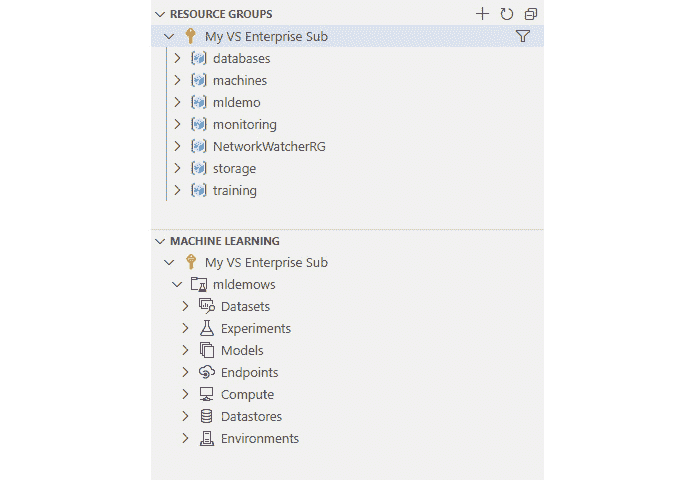 RESOURCE GROUPS
My VS Enterprise Sub
databases
machines
mldemo
monitoring
NetworkWatcherRG
storage
training
MACHINE LEARNING
My VS Enterprise Sub
mldemows
Datasets
Experiments
Models
Endpoints
Compute
Datastores
Environments